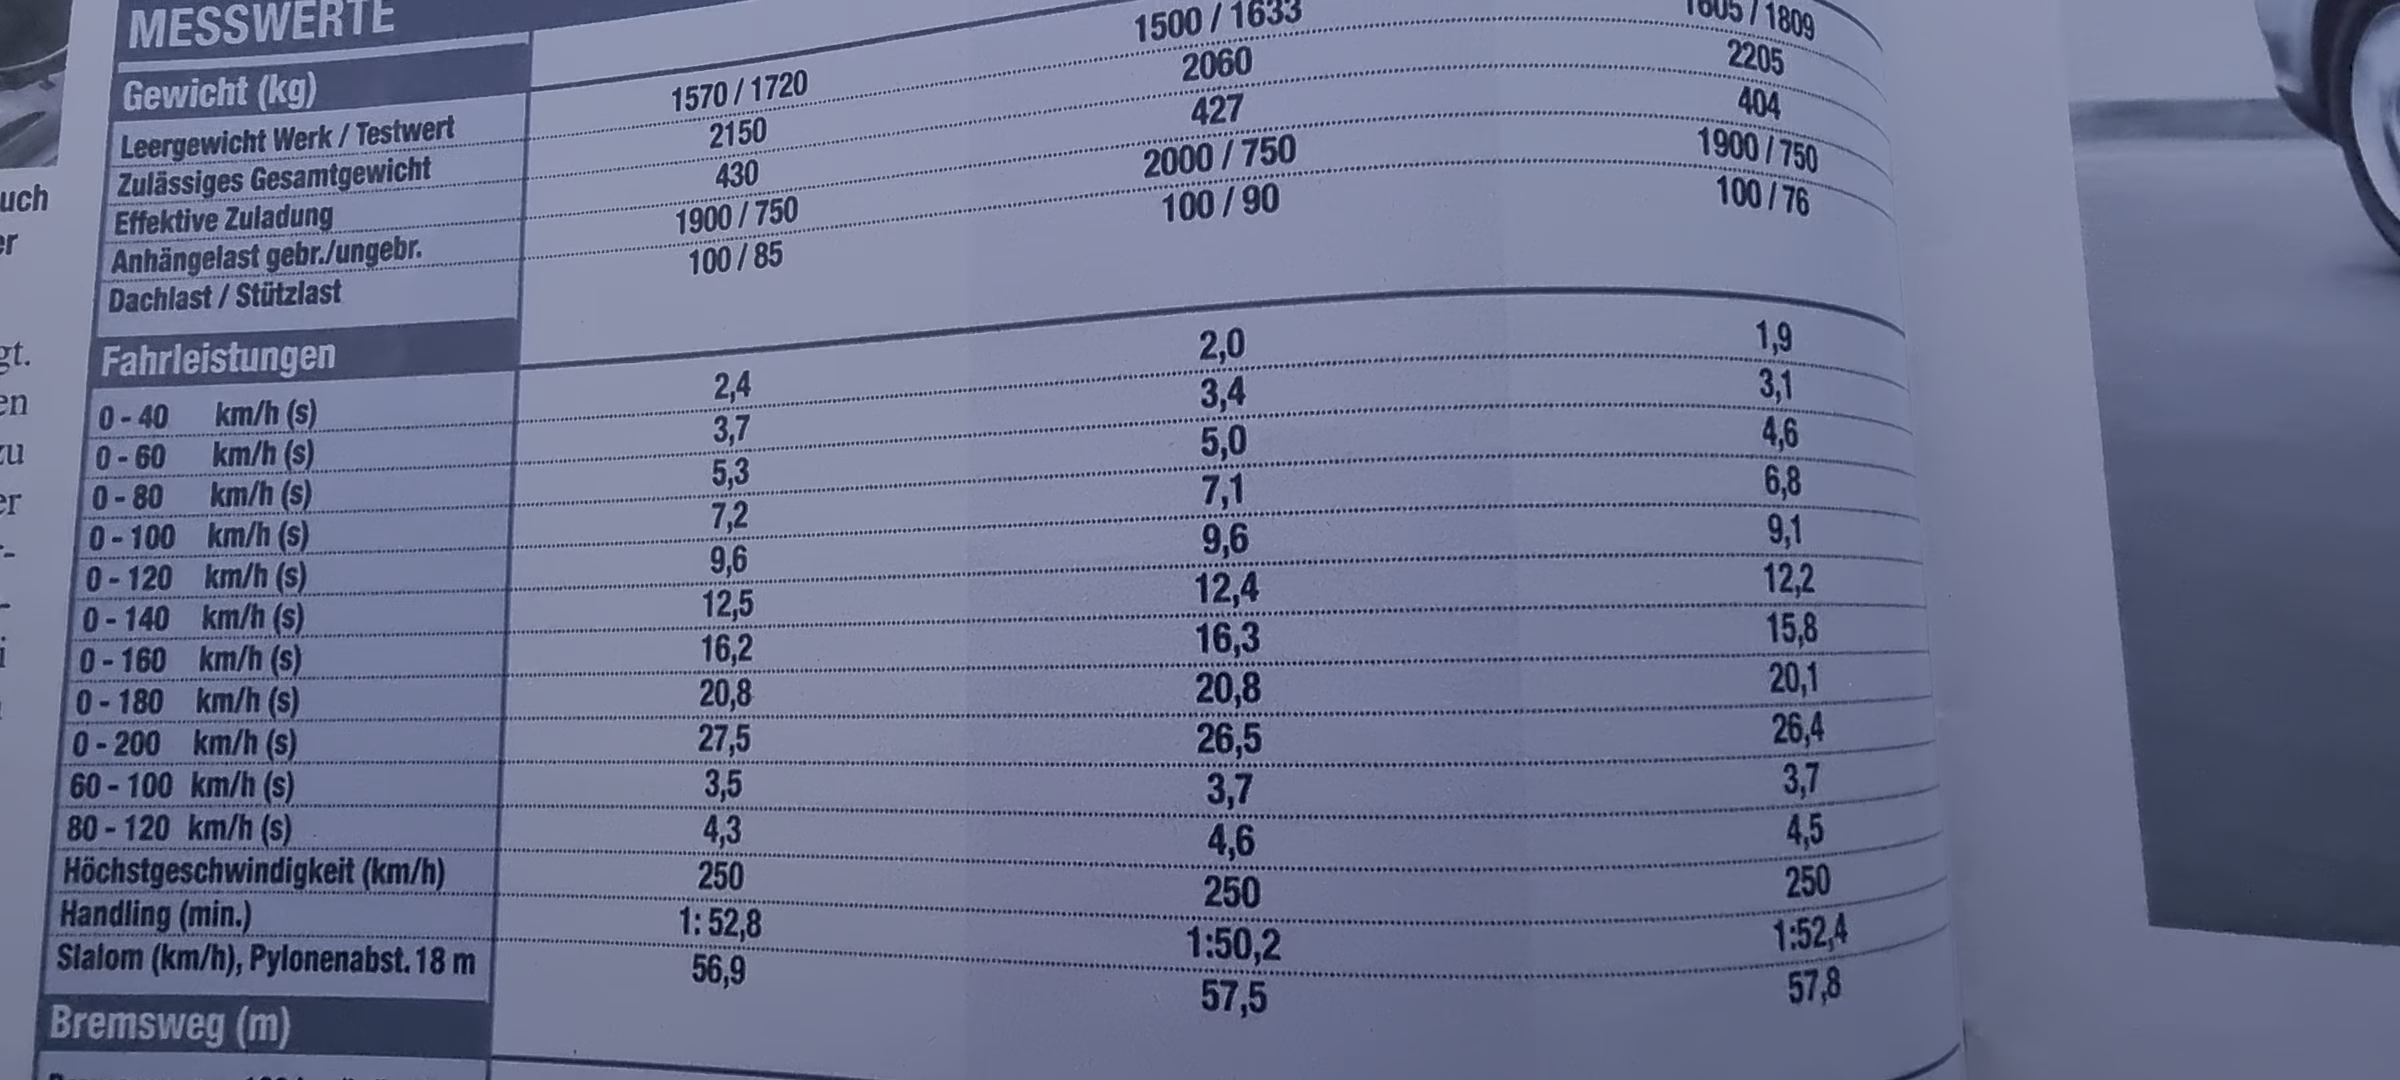 MESSWERTE
Gewicht (kg)
Leergewicht Werk / Testwert 1570 / 1720 1500 / 1633 1605 / 1809
Zulässiges Gesamtgewicht 2150 2060 2205
Effektive Zuladung 430 427 404
Anhängelast gebr./ungebr. 1900 / 750 2000 / 750 1900 / 750
Dachlast / Stützlast 100 / 85 100 / 90 100 / 76
Fahrleistungen
0 - 40 km/h (s) 2,4 2,0 1,9
0 - 60 km/h (s) 3,7 3,4 3,1
0 - 80 km/h (s) 5,3 5,0 4,6
0 - 100 km/h (s) 7,2 7,1 6,8
0 - 120 km/h (s) 9,6 9,6 9,1
0 - 140 km/h (s) 12,5 12,4 12,2
0 - 160 km/h (s) 16,2 16,3 15,8
0 - 180 km/h (s) 20,8 20,8 20,1
0 - 200 km/h (s) 27,5 26,5 26,4
60 - 100 km/h (s) 3,5 3,7 3,7
80 - 120 km/h (s) 4,3 4,6 4,5
Höchstgeschwindigkeit (km/h) 250 250 250
Handling (min.) 1: 52,8 1:50,2 1:52,4
Slalom (km/h), Pylonenabst. 18 m 56,9 57,5 57,8
Bremsweg (m)